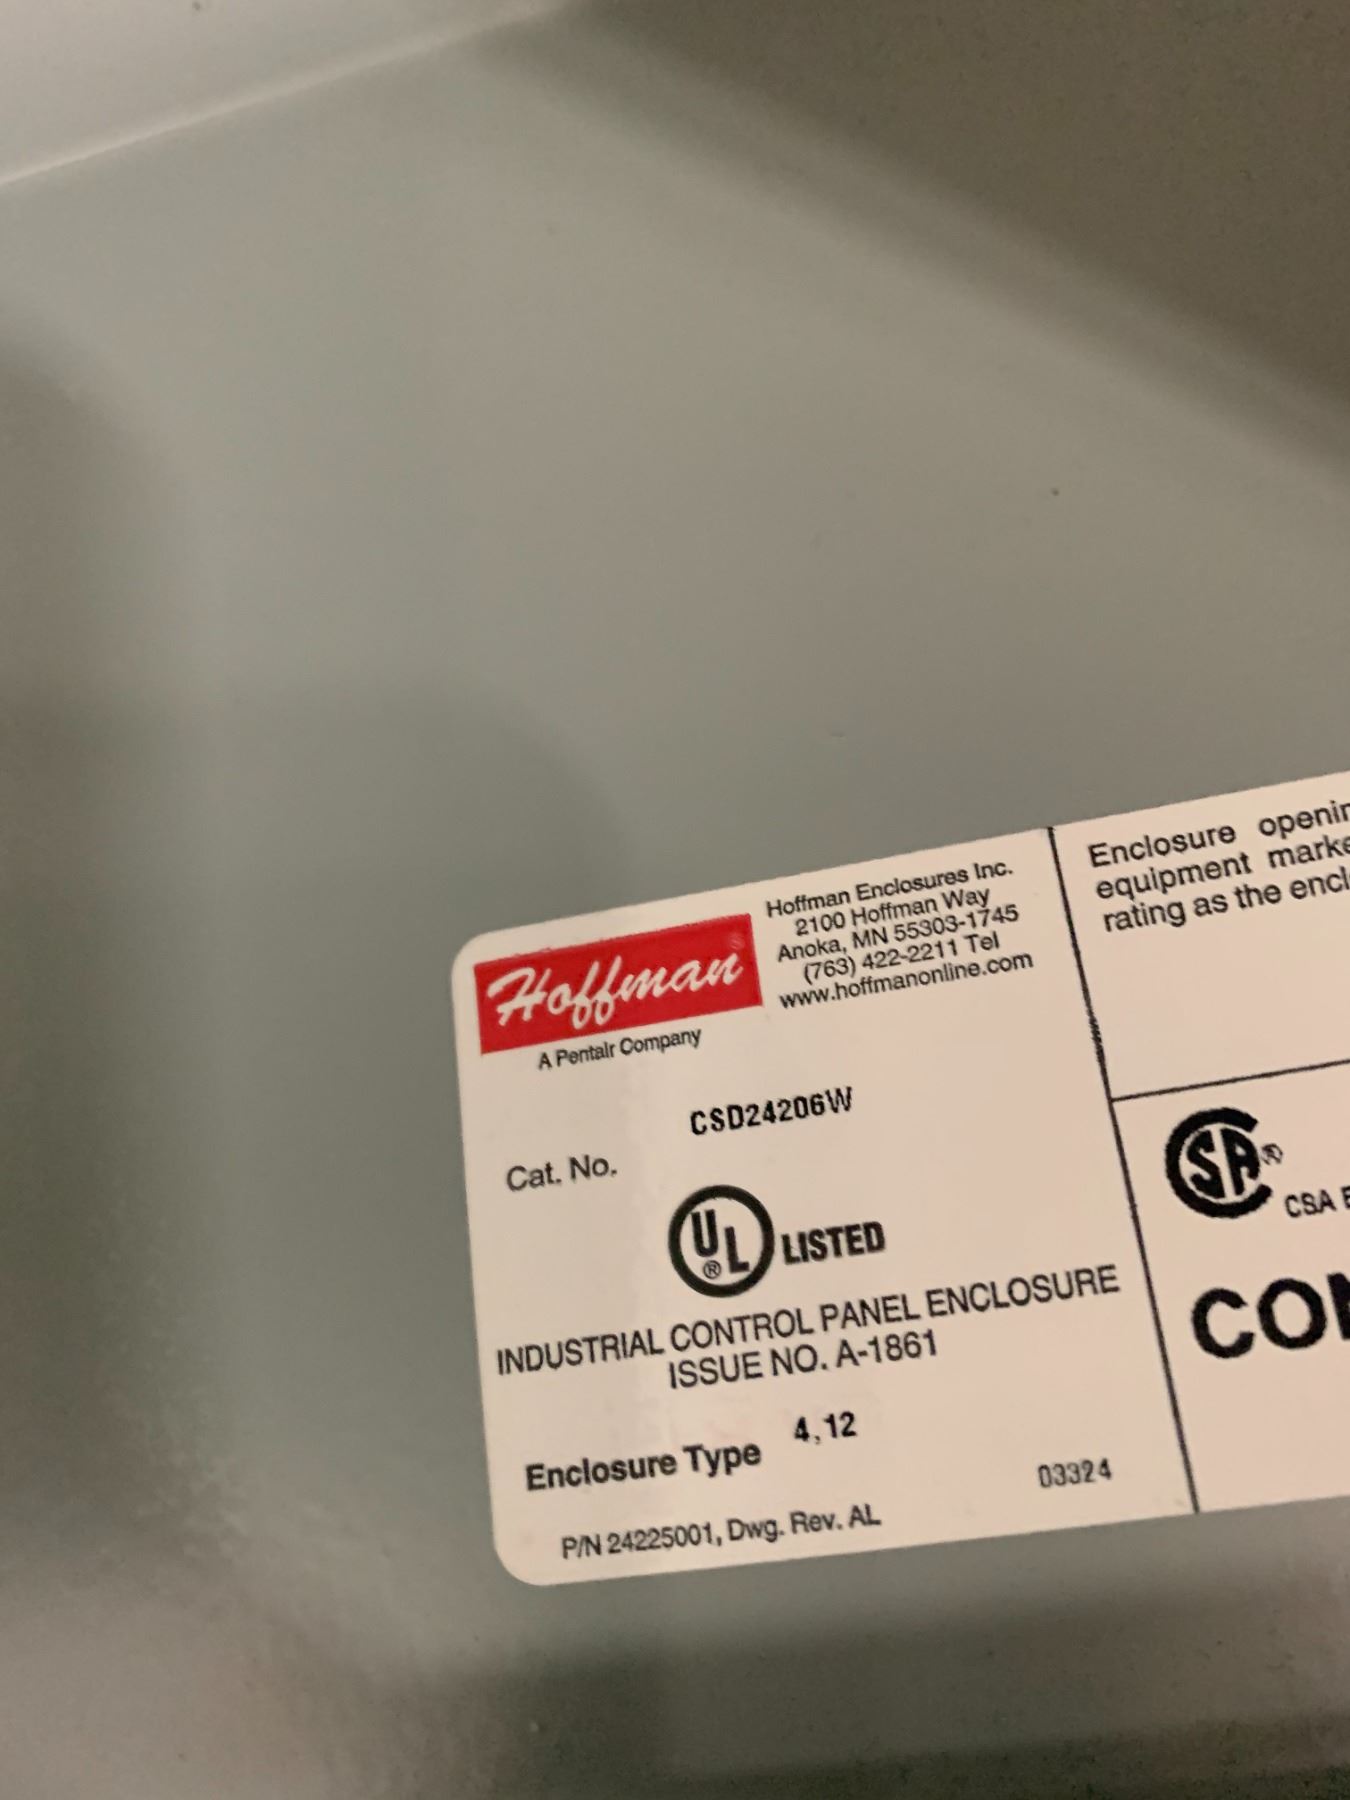 Hoffman
A Pentair Company
Hoffman Enclosures Inc.
2100 Hoffman Way
Anoka, MN 55303-1745
(763) 422-2211 Tel
www.hoffmanonline.com
Cat. No. CSD24206W
UL® LISTED
INDUSTRIAL CONTROL PANEL ENCLOSURE
ISSUE NO. A-1861
Enclosure Type 4,12
03324
P/N 24225001, Dwg. Rev. AL
Enclosure
equipment
rating as the
SA®
CSA